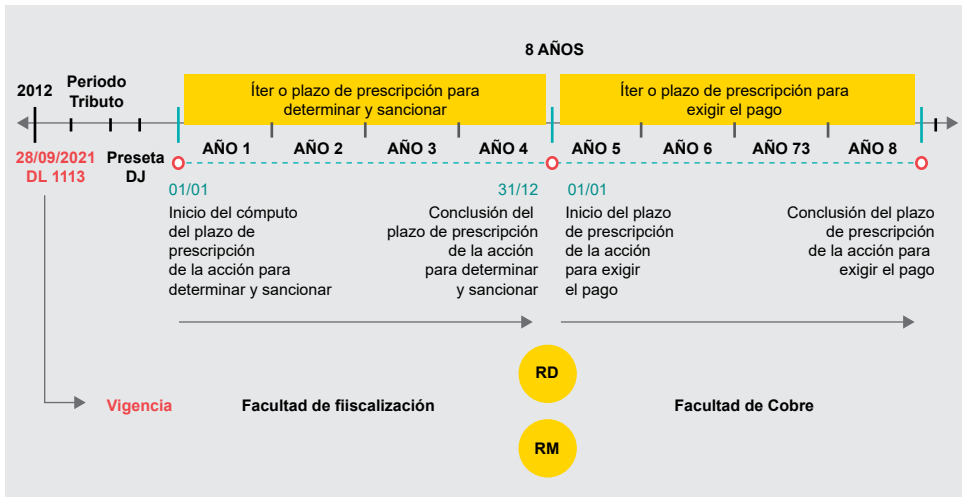 8 AÑOS
2012
Periodo
Tributo
Íter o plazo de prescripción para
determinar y sancionar
Íter o plazo de prescripción para
exigir el pago
28/09/2021
DL 1113
Preseta
DJ
AÑO 1
AÑO 2
AÑO 3
AÑO 4
AÑO 5
AÑO 6
AÑO 73
AÑO 8
01/01
Inicio del cómputo
del plazo de
prescripción
de la acción para
determinar y sancionar
31/12
Conclusión del
plazo de prescripción
de la acción
para determinar
y sancionar
01/01
Inicio del plazo
de prescripción
de la acción
para exigir
el pago
Conclusión del plazo
de prescripción
de la acción para
exigir el pago
RD
Vigencia
Facultad de fiiscalización
Facultad de Cobre
RM